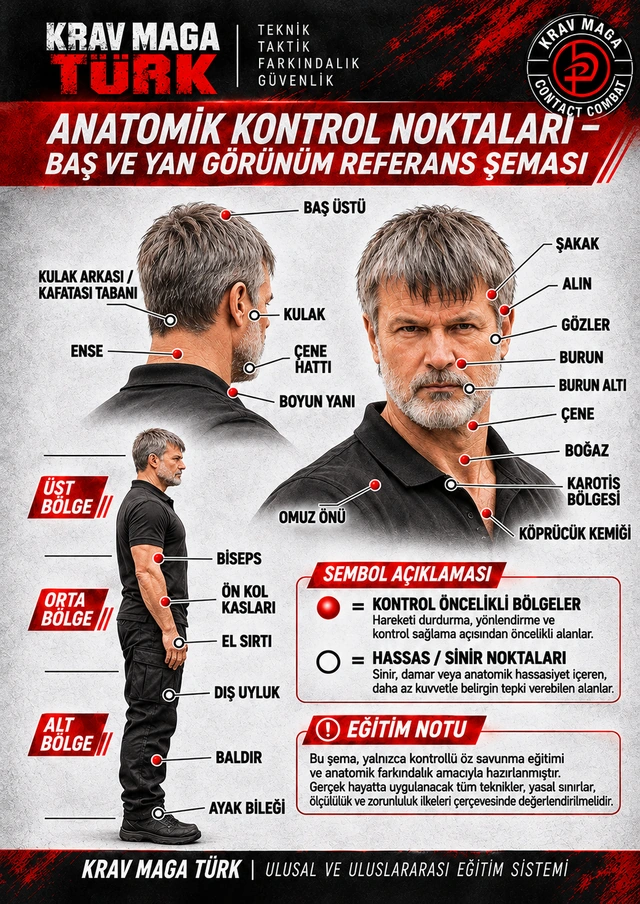 KRAV MAGA
TÜRK
TEKNİK
TAKTİK
FARKINDALIK
GÜVENLİK
KRAV MAGA
CONTACT COMBAT
ANATOMİK KONTROL NOKTALARI –
BAŞ VE YAN GÖRÜNÜM REFERANS ŞEMASI
BAŞ ÜSTÜ
KULAK ARKASI /
KAFATASI TABANI
KULAK
ENSE
ÇENE
HATTI
BOYUN YANI
ŞAKAK
ALIN
GÖZLER
BURUN
BURUN ALTI
ÇENE
BOĞAZ
KAROTİS
BÖLGESİ
KÖPRÜCÜK KEMİĞİ
OMUZ ÖNÜ
ÜST
BÖLGE
ORTA
BÖLGE
ALT
BÖLGE
BİSEPS
ÖN KOL
KASLARI
EL SIRTI
DIŞ UYLUK
BALDIR
AYAK BİLEĞİ
SEMBOL AÇIKLAMASI
= KONTROL ÖNCELİKLİ BÖLGELER
Hareketi durdurma, yönlendirme ve
kontrol sağlama açısından öncelikli alanlar.
= HASSAS / SİNİR NOKTALARI
Sinir, damar veya anatomik hassasiyet içeren,
daha az kuvvetle belirgin tepki verebilen alanlar.
! EĞİTİM NOTU
Bu şema, yalnızca kontrollü öz savunma eğitimi
ve anatomik farkındalık amacıyla hazırlanmıştır.
Gerçek hayatta uygulanacak tüm teknikler, yasal sınırlar,
ölçülülük ve zorunluluk ilkeleri çerçevesinde değerlendirilmelidir.
KRAV MAGA TÜRK | ULUSAL VE ULUSLARARASI EĞİTİM SİSTEMİ